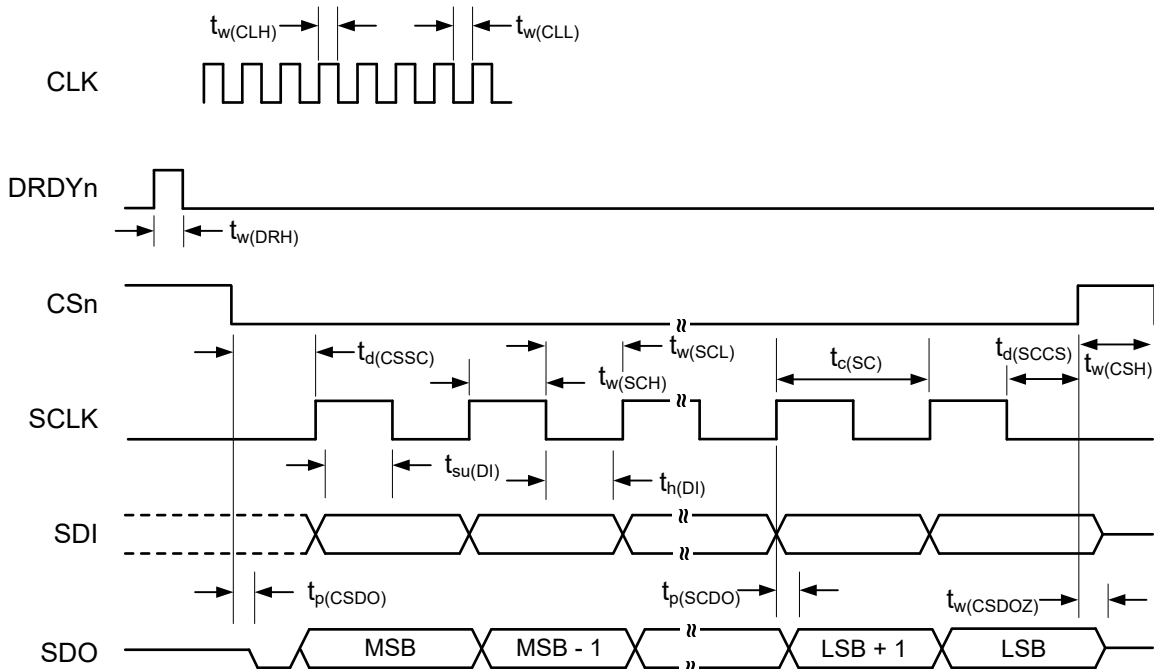 tw(CLH)
tw(CLL)
CLK
DRDYn
tw(DRH)
CSn
td(CSSC)
tw(SCL)
tc(SC)
td(SCCS)
tw(CSH)
tw(SCH)
SCLK
tsu(DI)
th(DI)
SDI
tp(CSDO)
tp(SCDO)
tw(CSDOZ)
SDO
MSB
MSB - 1
LSB + 1
LSB